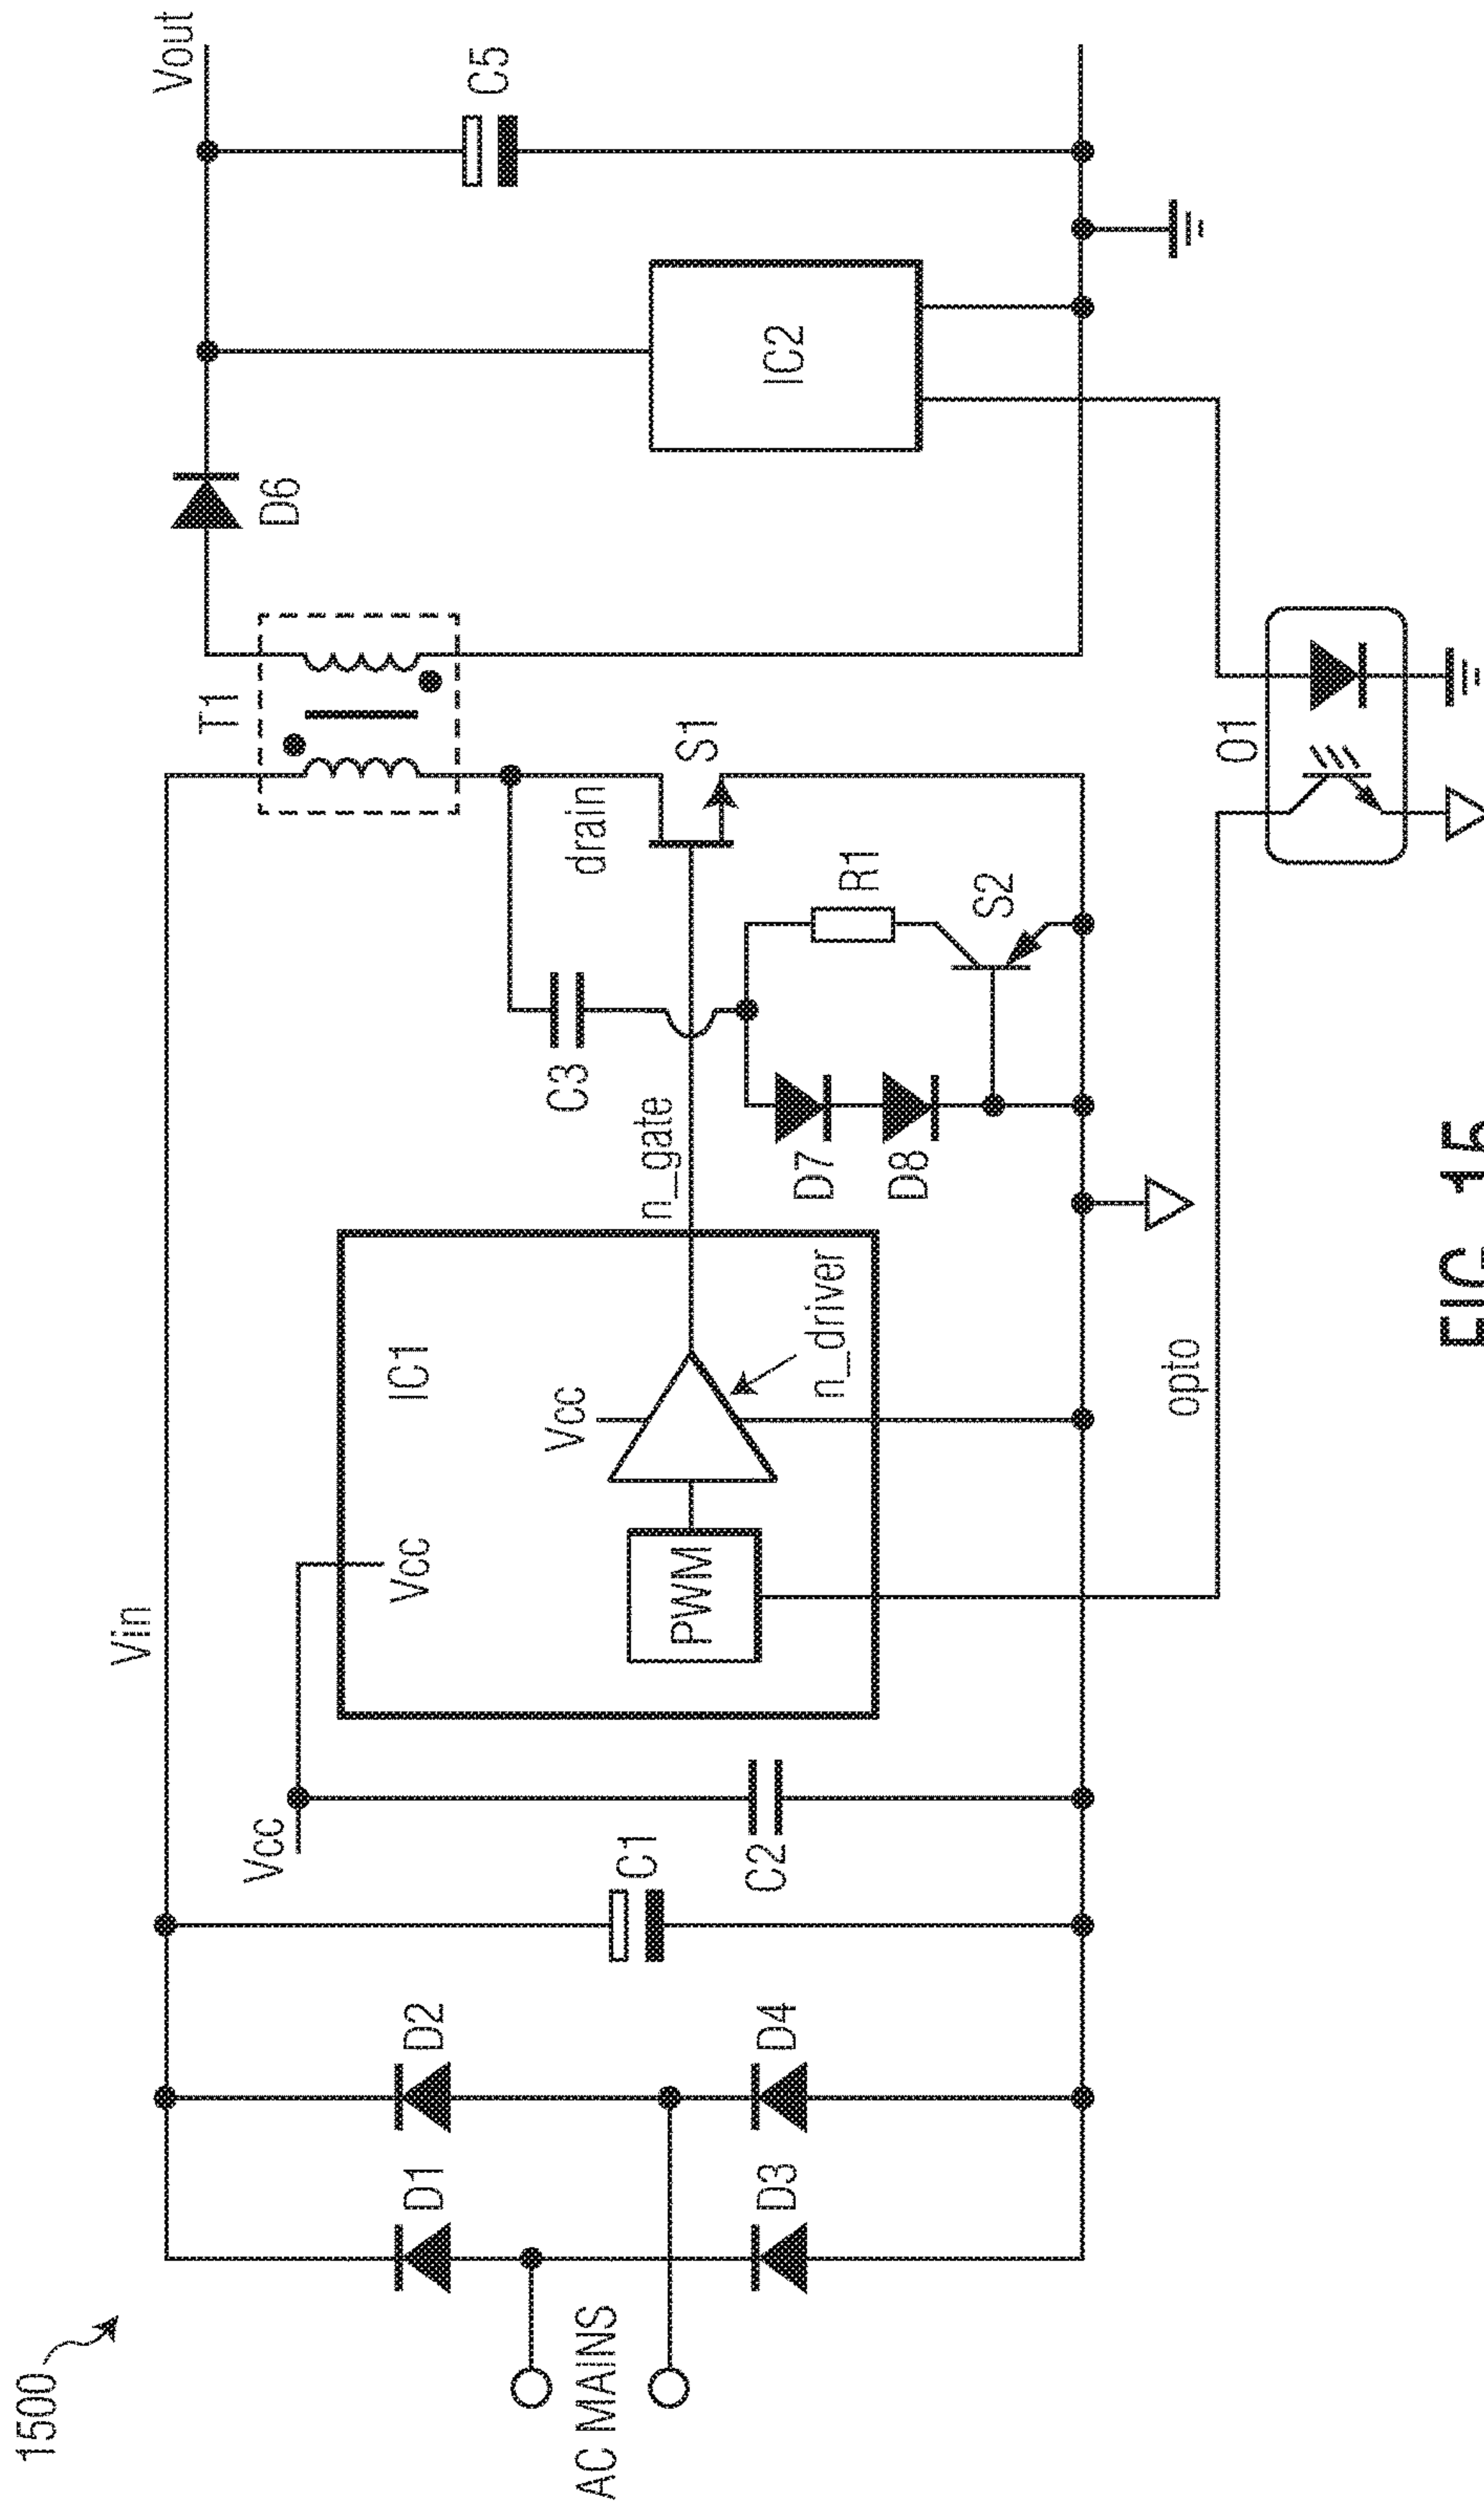 1500
Vin
Vout
T1
D6
C5
Vcc
Vcc
IC1
Vcc
n_driver
PWM
n_gate
drain
S1
C3
R1
S2
D7
D8
IC2
D1
D2
D3
D4
C1
C2
AC MAINS
opto
O1
FIG. 15